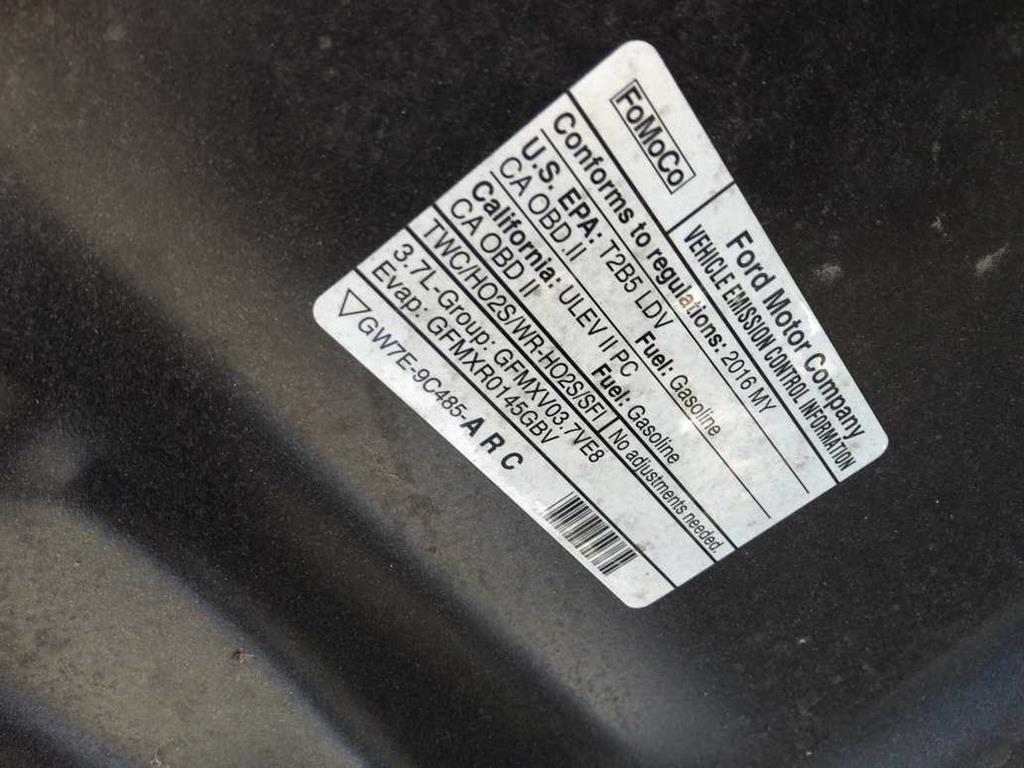 FoMoCo
Ford Motor Company
VEHICLE EMISSION CONTROL INFORMATION
Conforms to regulations: 2016 MY
U.S. EPA: T2B5 LDV Fuel: Gasoline
CA OBD II
California: ULEV II PC Fuel: Gasoline
CA OBD II
TWC/HO2S/WR-HO2S/SFI No adjustments needed.
3.7L-Group: GFMXV03.7VE8
Evap: GFMXR0145GBV
GW7E-9C485-A R C